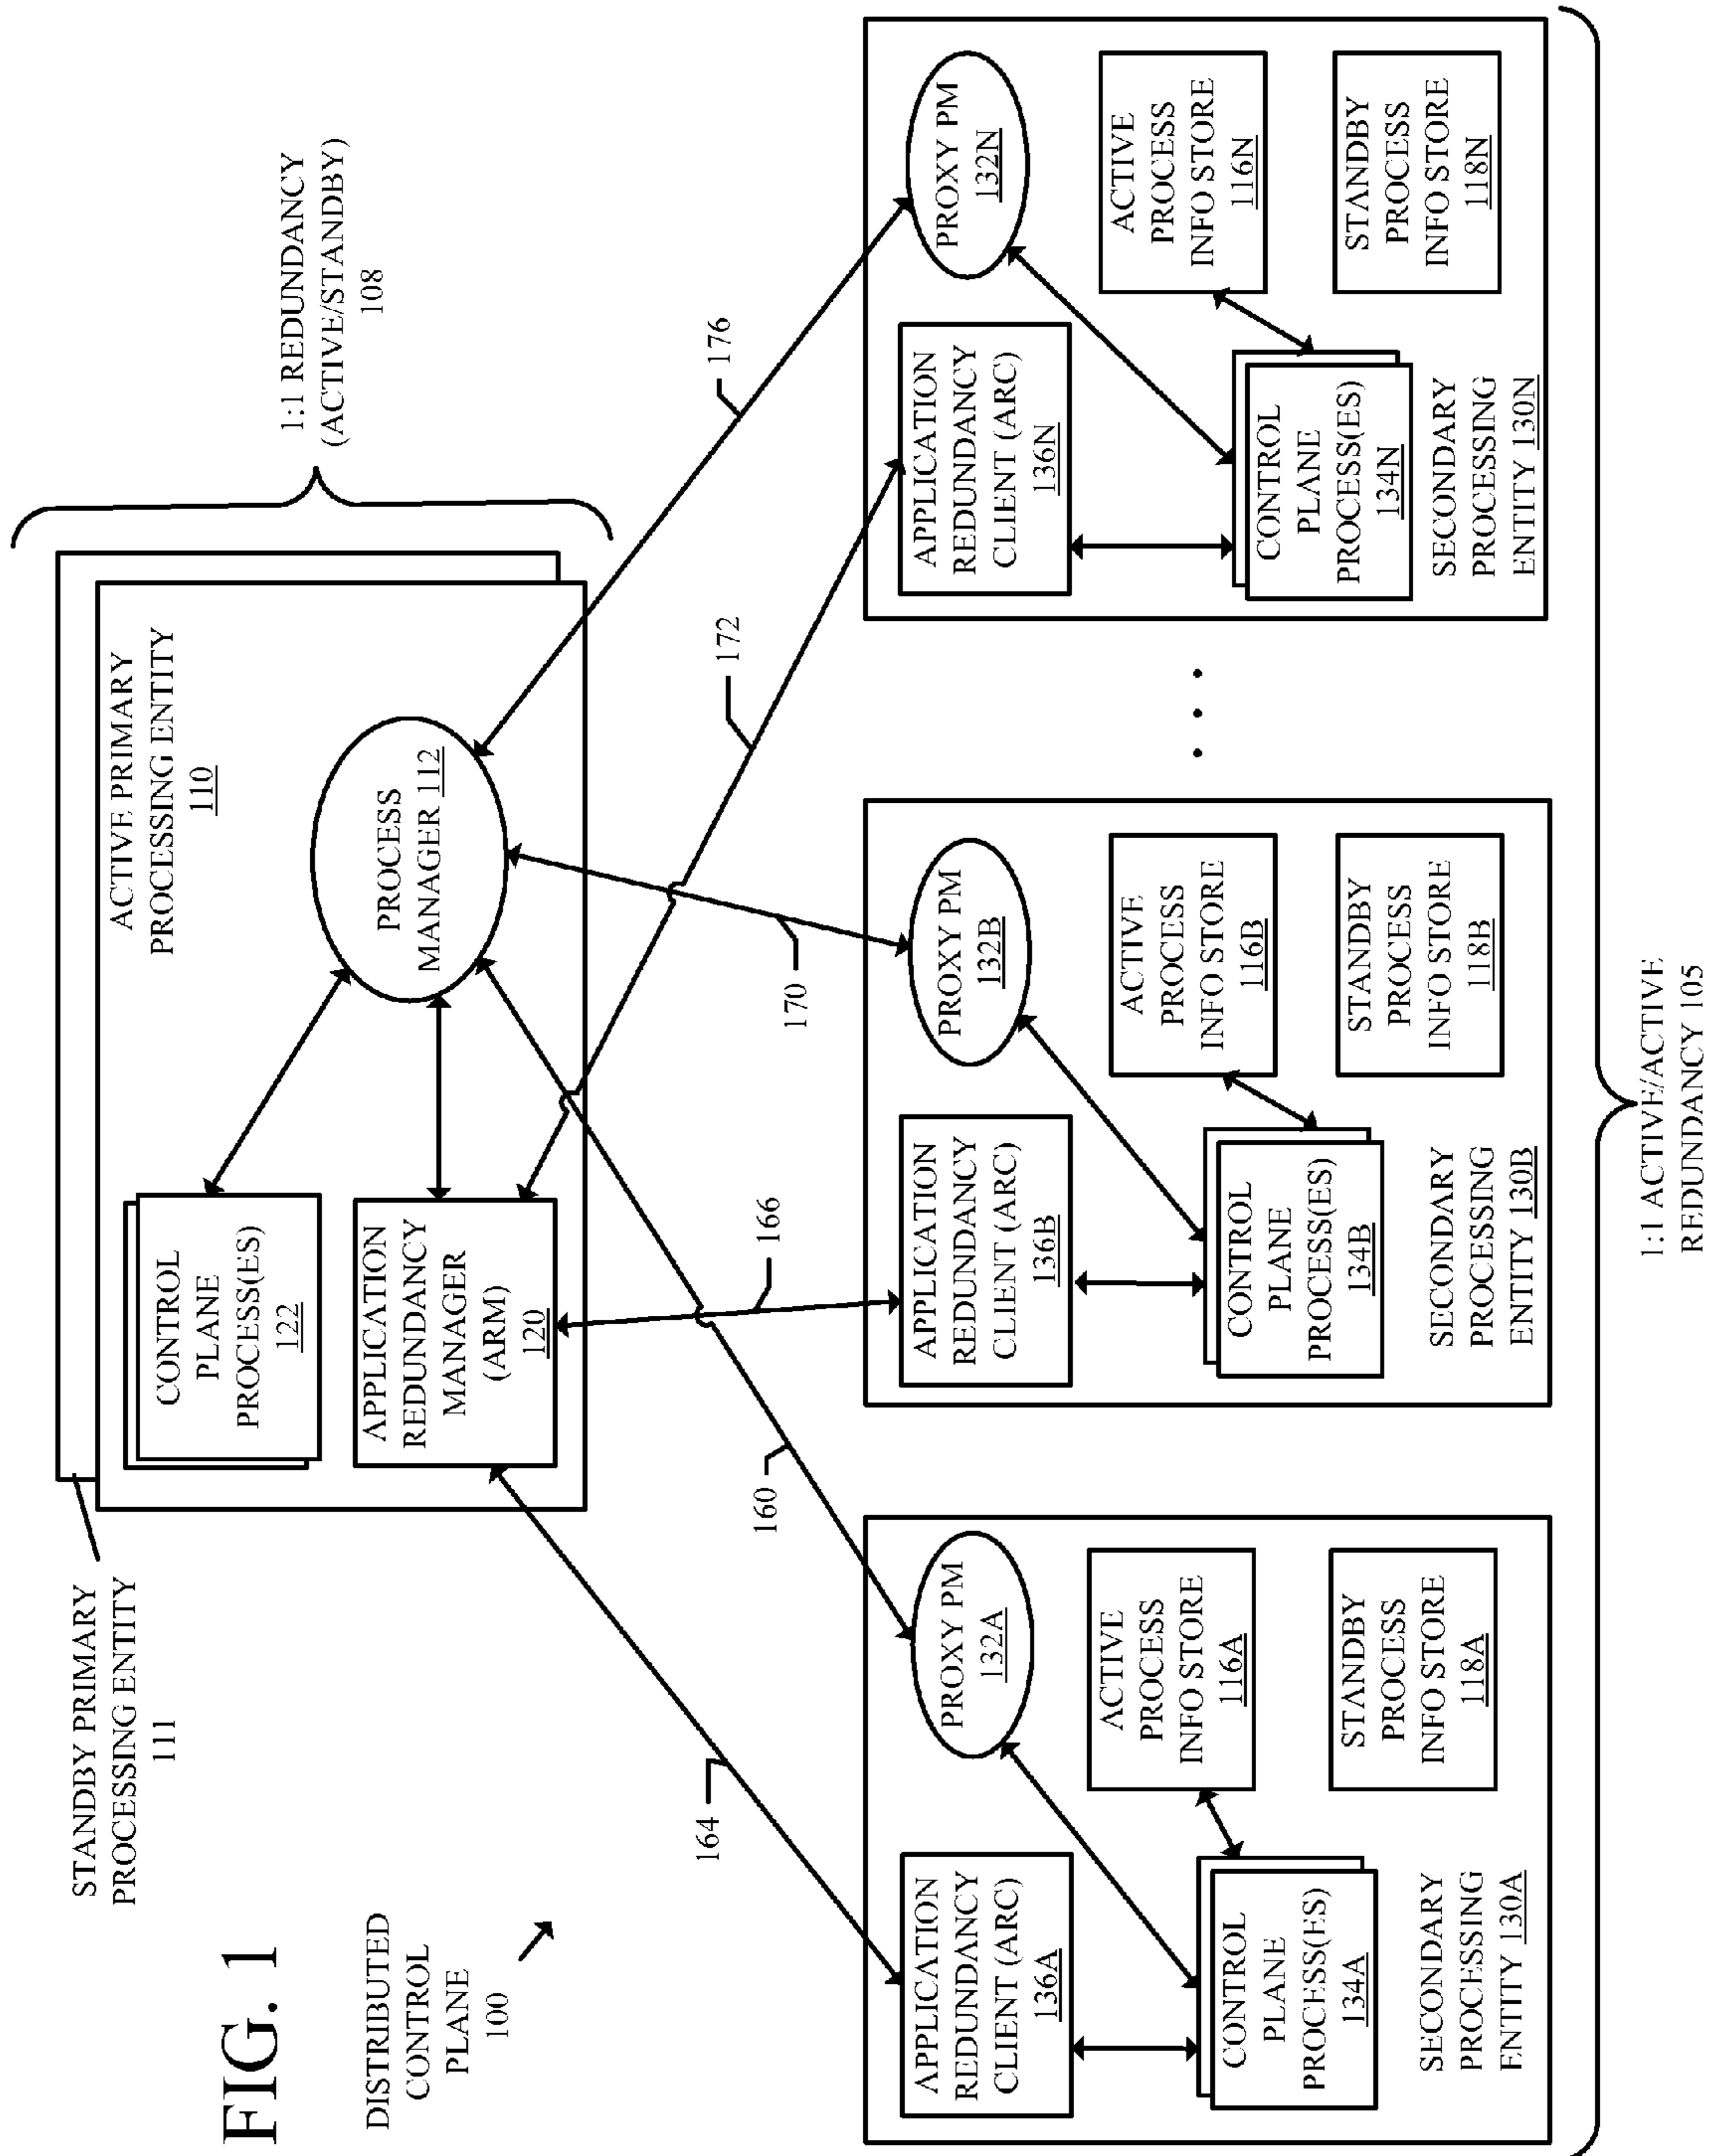 FIG. 1
DISTRIBUTED
CONTROL
PLANE
100
STANDBY PRIMARY
PROCESSING ENTITY
111
1:1 REDUNDANCY
(ACTIVE/STANDBY)
108
ACTIVE PRIMARY
PROCESSING ENTITY
110
CONTROL
PLANE
PROCESS(ES)
122
PROCESS
MANAGER 112
APPLICATION
REDUNDANCY
MANAGER
(ARM)
120
164
160
166
170
172
176
APPLICATION
REDUNDANCY
CLIENT (ARC)
136A
PROXY PM
132A
ACTIVE
PROCESS
INFO STORE
116A
CONTROL
PLANE
PROCESS(ES)
134A
STANDBY
PROCESS
INFO STORE
118A
SECONDARY
PROCESSING
ENTITY 130A
APPLICATION
REDUNDANCY
CLIENT (ARC)
136B
PROXY PM
132B
ACTIVE
PROCESS
INFO STORE
116B
CONTROL
PLANE
PROCESS(ES)
134B
STANDBY
PROCESS
INFO STORE
118B
SECONDARY
PROCESSING
ENTITY 130B
. . .
APPLICATION
REDUNDANCY
CLIENT (ARC)
136N
PROXY PM
132N
ACTIVE
PROCESS
INFO STORE
116N
CONTROL
PLANE
PROCESS(ES)
134N
STANDBY
PROCESS
INFO STORE
118N
SECONDARY
PROCESSING
ENTITY 130N
1:1 ACTIVE/ACTIVE
REDUNDANCY 105